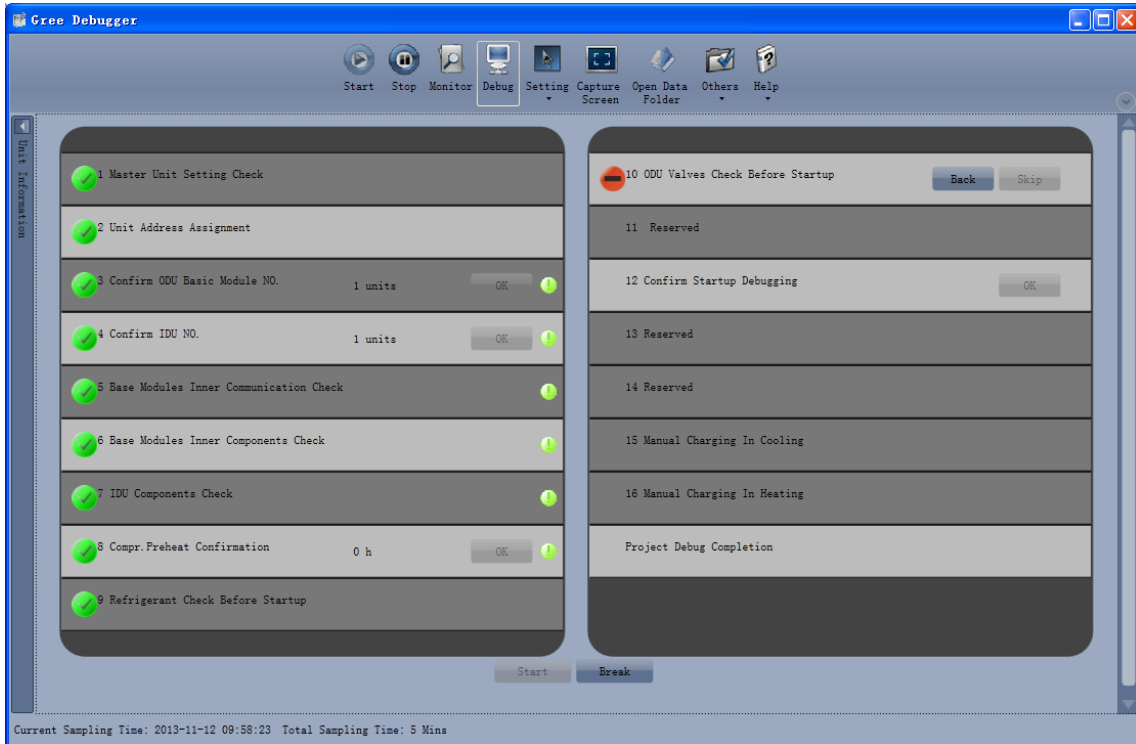 Gree Debugger
Start Stop Monitor Debug Setting Capture Screen Open Data Folder Others Help
Unit Information
1 Master Unit Setting Check
2 Unit Address Assignment
3 Confirm ODU Basic Module NO. 1 units OK
4 Confirm IDU NO. 1 units OK
5 Base Modules Inner Communication Check
6 Base Modules Inner Components Check
7 IDU Components Check
8 Compr.Preheat Confirmation 0 h OK
9 Refrigerant Check Before Startup
10 ODU Valves Check Before Startup Back Skip
11 Reserved
12 Confirm Startup Debugging OK
13 Reserved
14 Reserved
15 Manual Charging In Cooling
16 Manual Charging In Heating
Project Debug Completion
Start Break
Current Sampling Time: 2013-11-12 09:58:23 Total Sampling Time: 5 Mins